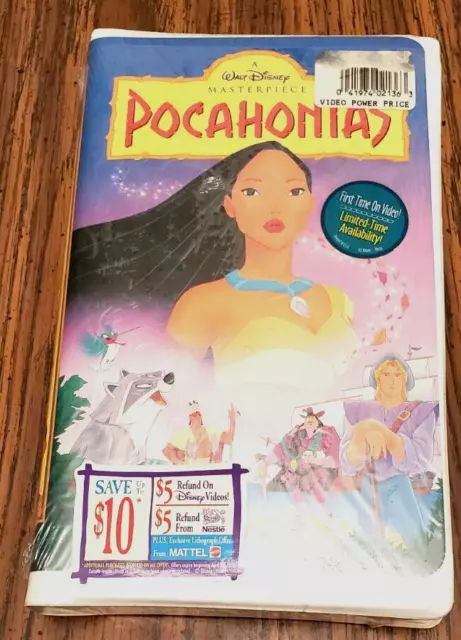 A
Walt Disney
MASTERPIECE
POCAHONTAS
0 41974 02136 3
VIDEO POWER PRICE
First Time On Video!
Limited-Time
Availability!
SAVE Up To
$10*
$5 Refund On
Disney Videos!
$5 Refund
From Nestle
PLUS, Exclusive Lithograph Offer
From MATTEL